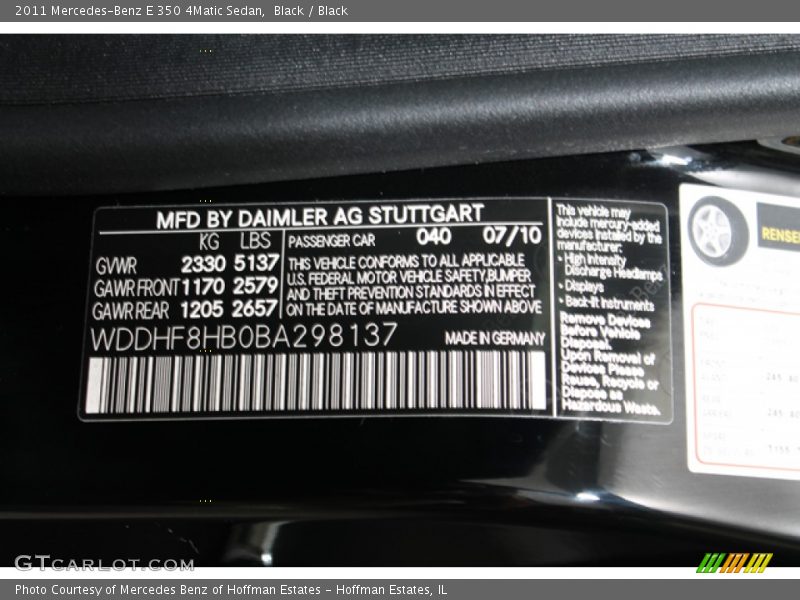 2011 Mercedes-Benz E 350 4Matic Sedan, Black / Black
MFD BY DAIMLER AG STUTTGART
KG LBS
GVWR 2330 5137
GAWR FRONT 1170 2579
GAWR REAR 1205 2657
PASSENGER CAR 040 07/10
THIS VEHICLE CONFORMS TO ALL APPLICABLE
U.S. FEDERAL MOTOR VEHICLE SAFETY, BUMPER
AND THEFT PREVENTION STANDARDS IN EFFECT
ON THE DATE OF MANUFACTURE SHOWN ABOVE
WDDHF8HB0BA298137
MADE IN GERMANY
This vehicle may
include mercury-added
devices installed by the
manufacturer:
• High Intensity
Discharge Headlamps
• Displays
• Back-lit Instruments
Remove Devices
Before Vehicle
Disposal.
Upon Removal of
Devices Please
Reuse, Recycle or
Dispose as
Hazardous Waste.
GTCARLOT.COM
Photo Courtesy of Mercedes Benz of Hoffman Estates - Hoffman Estates, IL